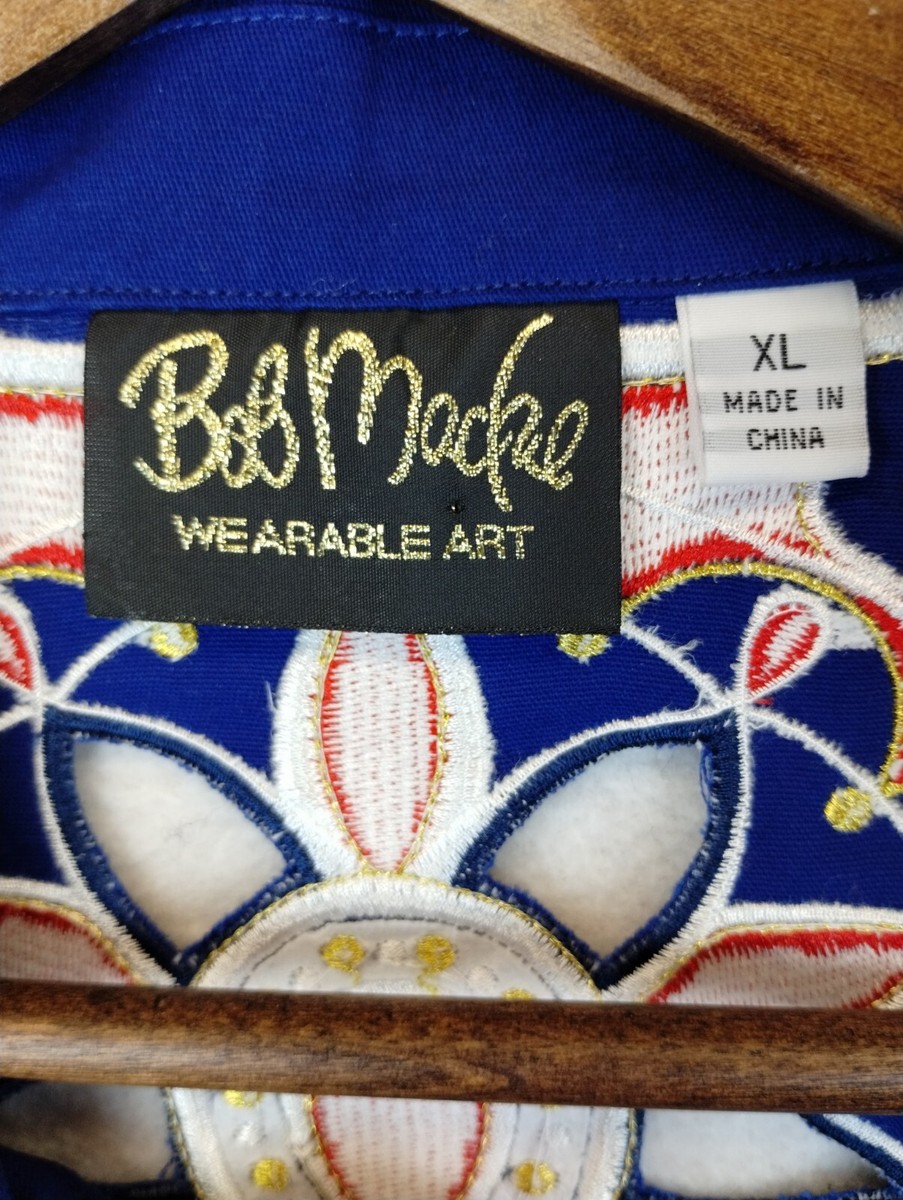 Bob Mackie
WEARABLE ART
XL
MADE IN
CHINA